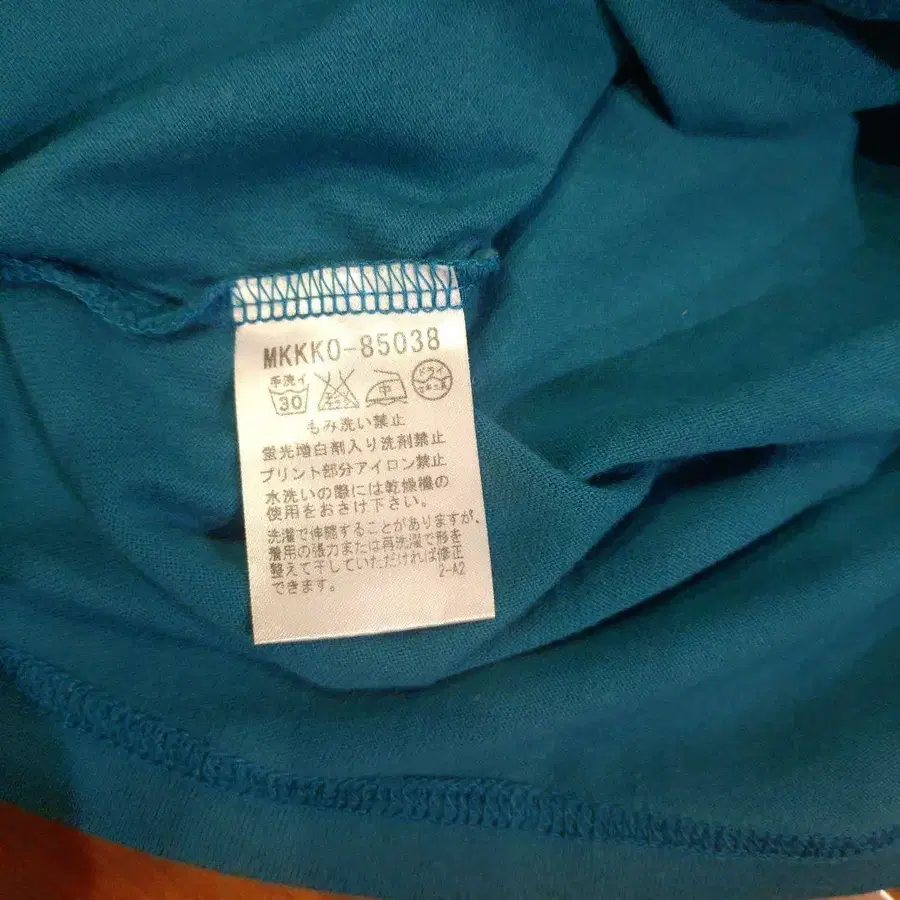 MKKKO-85038
手洗イ 30 中 ドライ
もみ洗い禁止
蛍光増白剤入り洗剤禁止
プリント部分アイロン禁止
水洗いの際には乾燥機の
使用をおさけ下さい。
洗濯で伸縮することがありますが、
着用の張力または再洗濯で形を
整えて干していただければ修正
できます。 2-A2